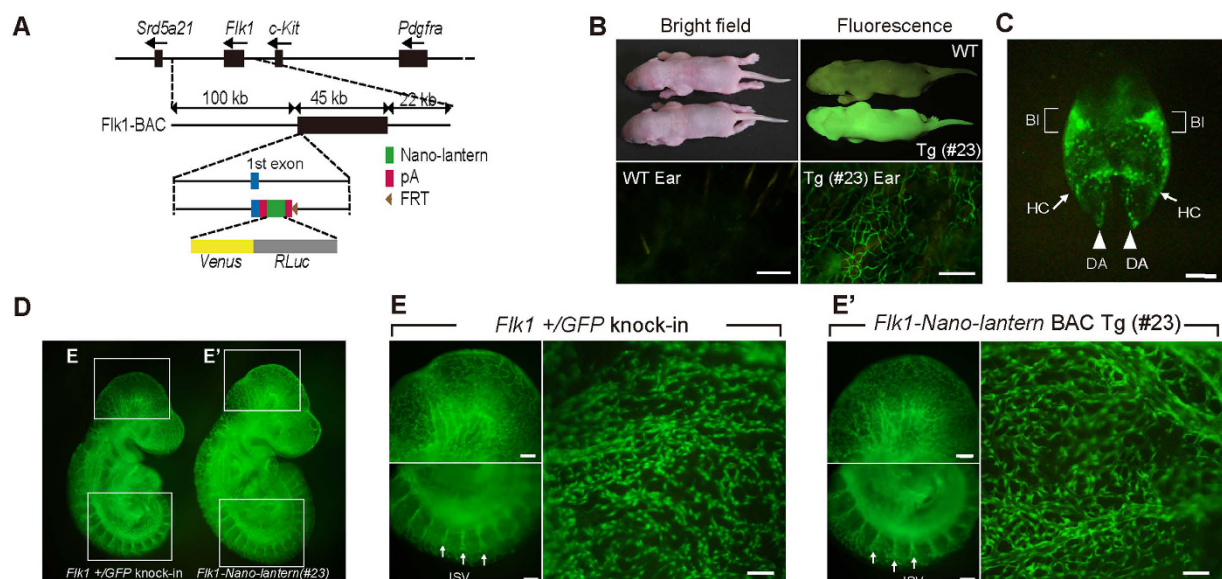 A
Srd5a21 Flk1 c-Kit Pdgfra
100 kb 45 kb 22 kb
Flk1-BAC
1st exon
Nano-lantern
pA
FRT
Venus RLuc
B
Bright field Fluorescence
WT
Tg (#23)
WT Ear Tg (#23) Ear
C
BI BI
HC HC
DA DA
D
E E’
Flk1 +/GFP knock-in Flk1-Nano-lantern(#23)
E
Flk1 +/GFP knock-in
ISV
E’
Flk1-Nano-lantern BAC Tg (#23)
ISV